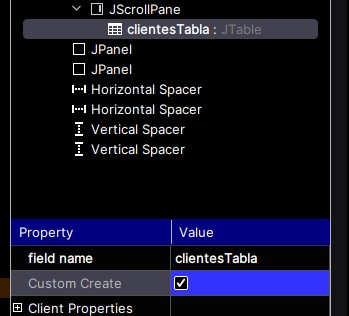 JScrollPane
clientesTabla : JTable
JPanel
JPanel
Horizontal Spacer
Horizontal Spacer
Vertical Spacer
Vertical Spacer
Property Value
field name clientesTabla
Custom Create
Client Properties